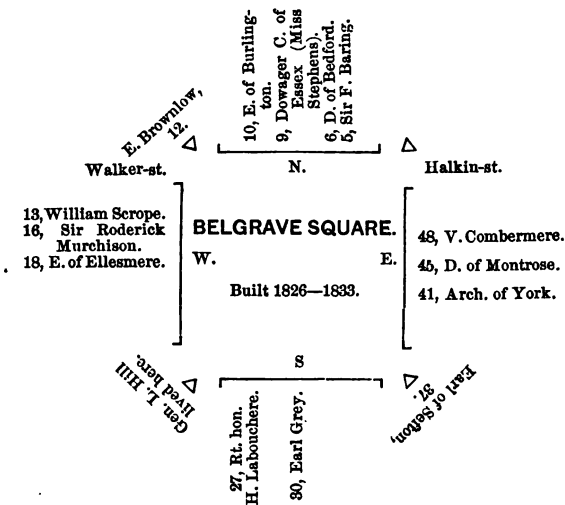 10, E. of Burling-
ton.
9, Dowager C. of
Essex (Miss
Stephens).
6, D. of Bedford.
5, Sir F. Baring.
E. Brownlow,
12.
Walker-st.
N.
Halkin-st.
13, William Scrope.
16, Sir Roderick
Murchison.
18, E. of Ellesmere.
BELGRAVE SQUARE.
W.
E.
Built 1826—1833.
48, V. Combermere.
45, D. of Montrose.
41, Arch. of York.
S
Gen. L. Hill
lived here.
27, Rt. hon.
H. Labouchere.
30, Earl Grey.
Earl of Sefton,
37.